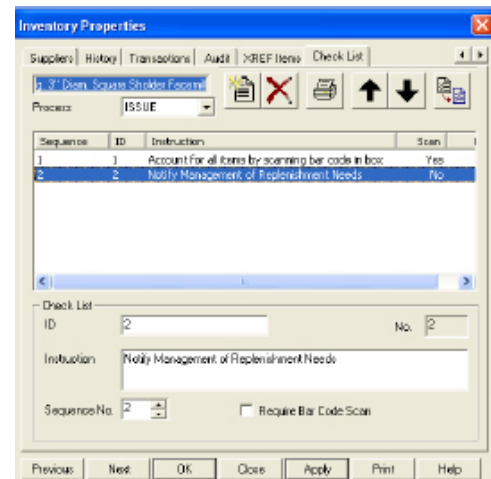 Inventory Properties
Suppliers History Transactions Audit XREF Items Check List
3" Diam. Square Sholder Facemill
Process ISSUE
Sequence ID Instruction Scan
1 1 Account for all items by scanning bar code in box Yes
2 2 Notify Management of Replenishment Needs No
Check List
ID 2 No. 2
Instruction Notify Management of Replenishment Needs
Sequence No. 2 Require Bar Code Scan
Previous Next OK Close Apply Print Help